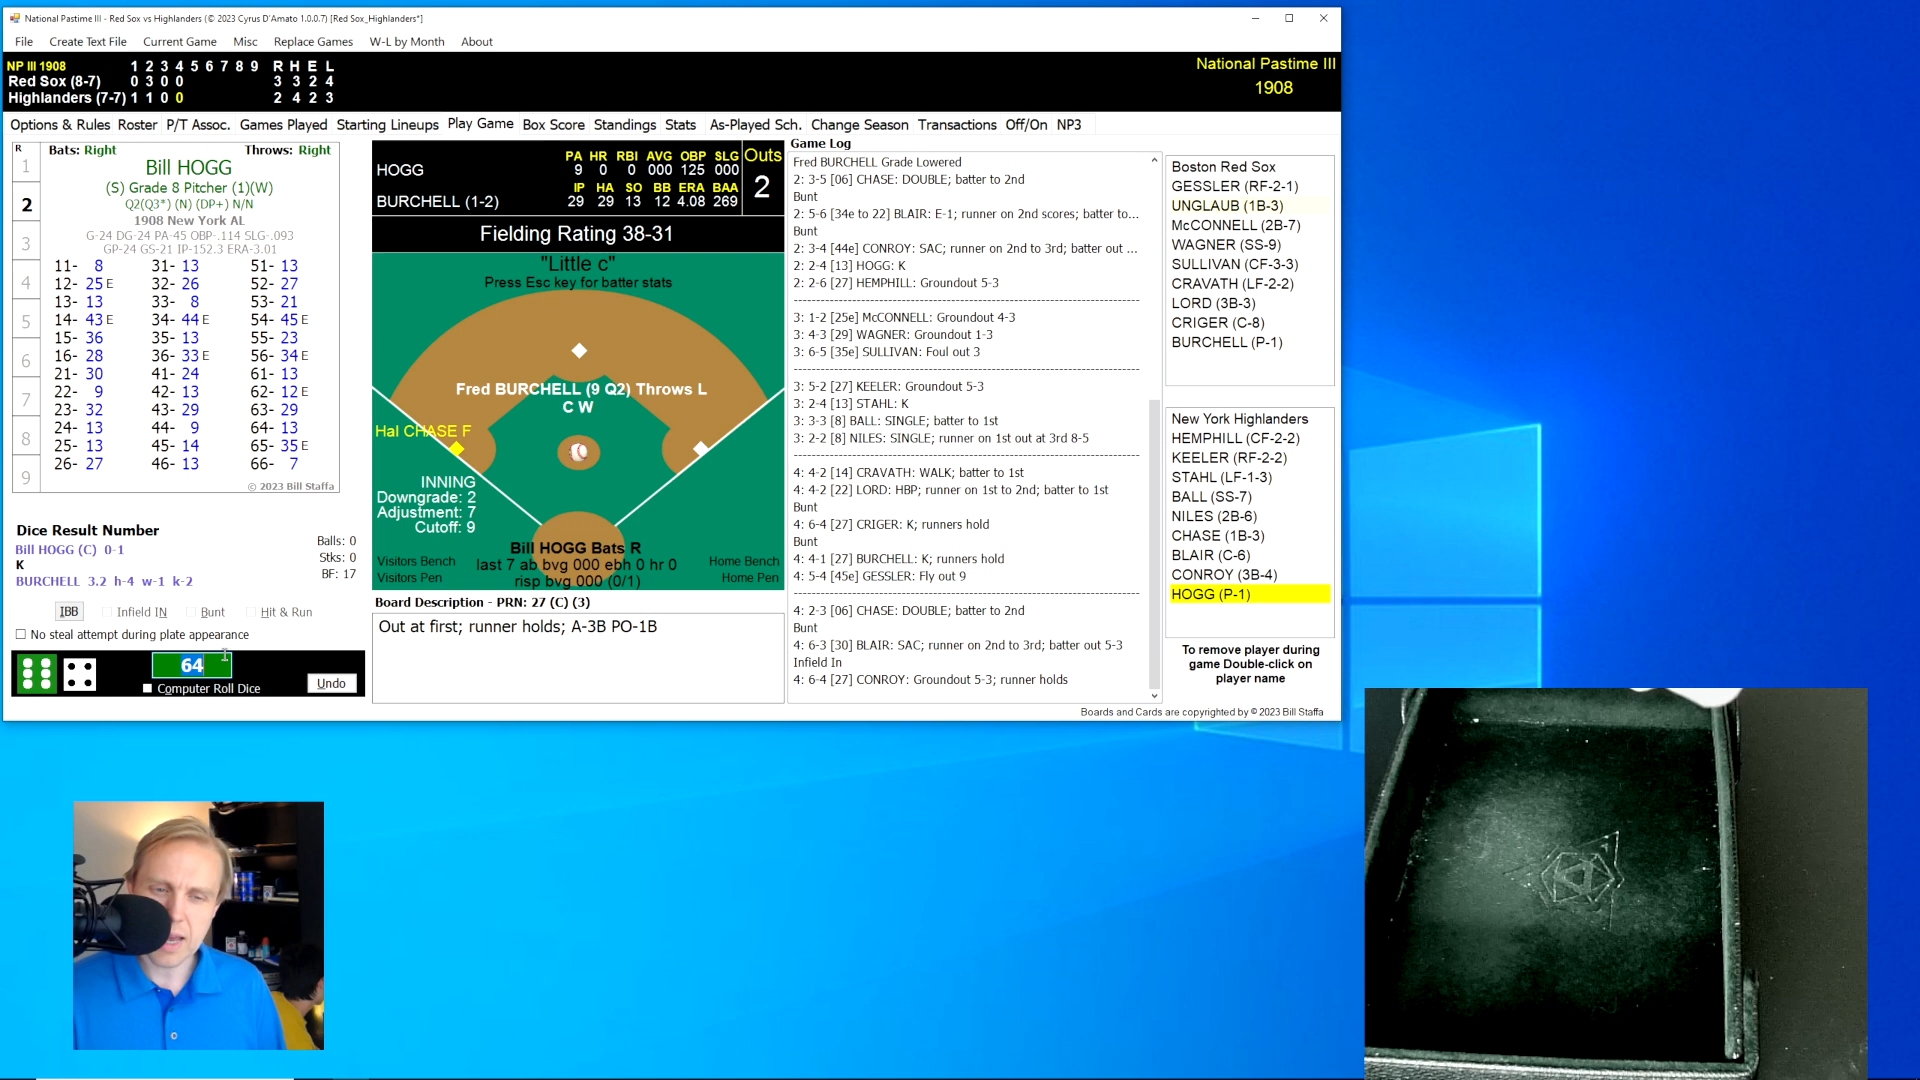 National Pastime III - Red Sox vs Highlanders (© 2023 Cyrus D'Amato 1.0.0.7) [Red Sox_Highlanders*]
File Create Text File Current Game Misc Replace Games W-L by Month About
NP III 1908 1 2 3 4 5 6 7 8 9 R H E L
Red Sox (8-7) 0 3 0 0 3 3 2 4
Highlanders (7-7) 1 1 0 0 2 4 2 3
National Pastime III
1908
Options & Rules Roster P/T Assoc. Games Played Starting Lineups Play Game Box Score Standings Stats As-Played Sch. Change Season Transactions Off/On NP3
R
1
2
3
4
5
6
7
8
9
Bats: Right Throws: Right
Bill HOGG
(S) Grade 8 Pitcher (1)(W)
Q2(Q3*) (N) (DP+) N/N
1908 New York AL
G-24 DG-24 PA-45 OBP-.114 SLG-.093
GP-24 GS-21 IP-152.3 ERA-3.01
11- 8 31- 13 51- 13
12- 25 E 32- 26 52- 27
13- 13 33- 8 53- 21
14- 43 E 34- 44 E 54- 45 E
15- 36 35- 13 55- 23
16- 28 36- 33 E 56- 34 E
21- 30 41- 24 61- 13
22- 9 42- 13 62- 12 E
23- 32 43- 29 63- 29
24- 13 44- 9 64- 13
25- 13 45- 14 65- 35 E
26- 27 46- 13 66- 7
© 2023 Bill Staffa
Dice Result Number
Bill HOGG (C) 0-1
K
BURCHELL 3.2 h-4 w-1 k-2
Balls: 0
Stks: 0
BF: 17
IBB Infield IN Bunt Hit & Run
No steal attempt during plate appearance
64
Computer Roll Dice
Undo
PA HR RBI AVG OBP SLG
HOGG 9 0 0 000 125 000
IP HA SO BB ERA BAA
BURCHELL (1-2) 29 29 13 12 4.08 269
Outs
2
Fielding Rating 38-31
"Little c"
Press Esc key for batter stats
Fred BURCHELL (9 Q2) Throws L
C W
Hal CHASE F
INNING
Downgrade: 2
Adjustment: 7
Cutoff: 9
Bill HOGG Bats R
last 7 ab bvg 000 ebh 0 hr 0
risp bvg 000 (0/1)
Visitors Bench
Visitors Pen
Home Bench
Home Pen
Board Description - PRN: 27 (C) (3)
Out at first; runner holds; A-3B PO-1B
Game Log
Fred BURCHELL Grade Lowered
2: 3-5 [06] CHASE: DOUBLE; batter to 2nd
Bunt
2: 5-6 [34e to 22] BLAIR: E-1; runner on 2nd scores; batter to...
Bunt
2: 3-4 [44e] CONROY: SAC; runner on 2nd to 3rd; batter out ...
2: 2-4 [13] HOGG: K
2: 2-6 [27] HEMPHILL: Groundout 5-3
3: 1-2 [25e] McCONNELL: Groundout 4-3
3: 4-3 [29] WAGNER: Groundout 1-3
3: 6-5 [35e] SULLIVAN: Foul out 3
3: 5-2 [27] KEELER: Groundout 5-3
3: 2-4 [13] STAHL: K
3: 3-3 [8] BALL: SINGLE; batter to 1st
3: 2-2 [8] NILES: SINGLE; runner on 1st out at 3rd 8-5
4: 4-2 [14] CRAVATH: WALK; batter to 1st
4: 4-2 [22] LORD: HBP; runner on 1st to 2nd; batter to 1st
Bunt
4: 6-4 [27] CRIGER: K; runners hold
Bunt
4: 4-1 [27] BURCHELL: K; runners hold
4: 5-4 [45e] GESSLER: Fly out 9
4: 2-3 [06] CHASE: DOUBLE; batter to 2nd
Bunt
4: 6-3 [30] BLAIR: SAC; runner on 2nd to 3rd; batter out 5-3
Infield In
4: 6-4 [27] CONROY: Groundout 5-3; runner holds
Boston Red Sox
GESSLER (RF-2-1)
UNGLAUB (1B-3)
McCONNELL (2B-7)
WAGNER (SS-9)
SULLIVAN (CF-3-3)
CRAVATH (LF-2-2)
LORD (3B-3)
CRIGER (C-8)
BURCHELL (P-1)
New York Highlanders
HEMPHILL (CF-2-2)
KEELER (RF-2-2)
STAHL (LF-1-3)
BALL (SS-7)
NILES (2B-6)
CHASE (1B-3)
BLAIR (C-6)
CONROY (3B-4)
HOGG (P-1)
To remove player during
game Double-click on
player name
Boards and Cards are copyrighted by © 2023 Bill Staffa